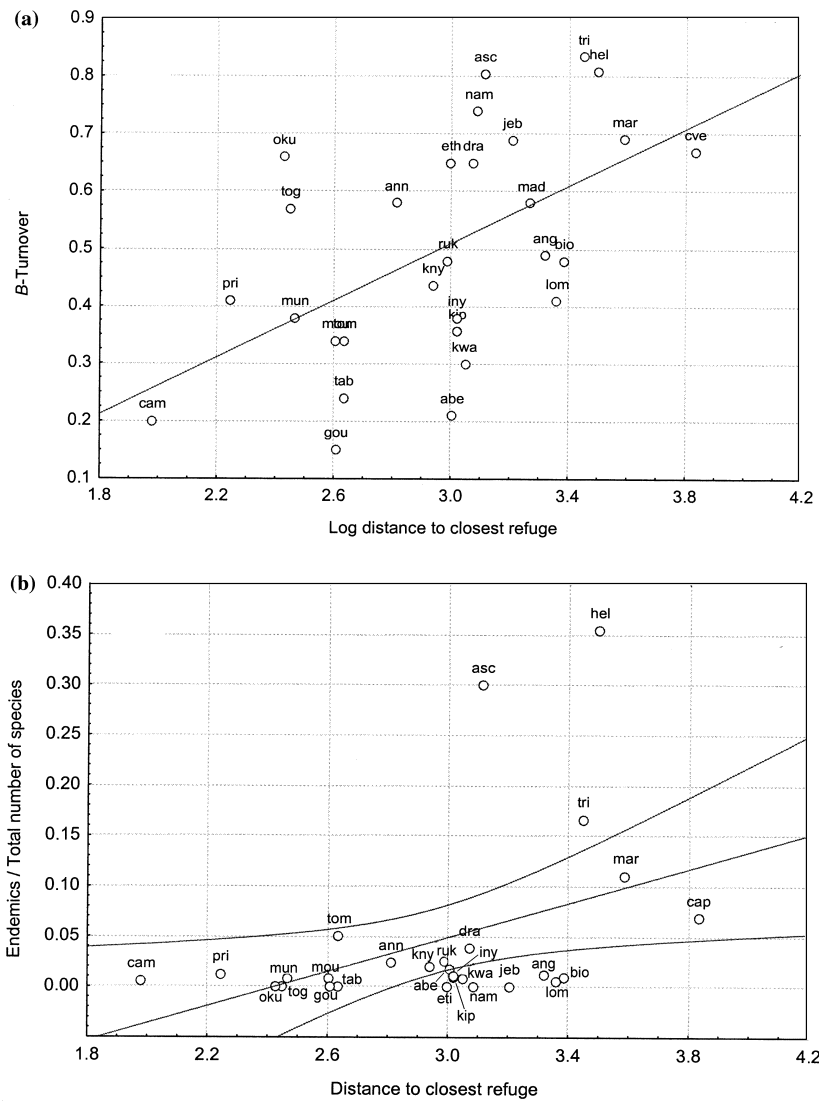 (a)
0.9
0.8
0.7
0.6
0.5
0.4
0.3
0.2
0.1
B-Turnover
tri
hel
asc
nam
jeb
mar
cve
oku
eth dra
tog
ann
mad
ruk
ang
bio
kny
pri
lom
mun
iny
kip
mou
tom
kwa
tab
cam
abe
gou
1.8 2.2 2.6 3.0 3.4 3.8 4.2
Log distance to closest refuge
(b)
0.40
0.35
0.30
0.25
0.20
0.15
0.10
0.05
0.00
Endemics / Total number of species
hel
asc
tri
mar
cap
tom
dra
cam
pri
mun
mou
ann
kny
ruk
iny
ang
bio
oku
tog
gou
tab
abe
eti
kwa
jeb
nam
lom
kip
1.8 2.2 2.6 3.0 3.4 3.8 4.2
Distance to closest refuge